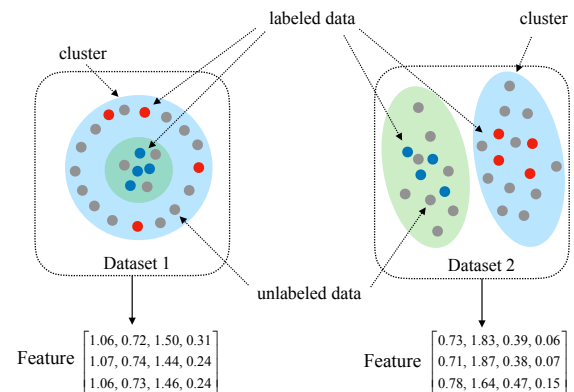 labeled data
cluster
cluster
Dataset 1
Dataset 2
unlabeled data
Feature
1.06, 0.72, 1.50, 0.31
1.07, 0.74, 1.44, 0.24
1.06, 0.73, 1.46, 0.24
Feature
0.73, 1.83, 0.39, 0.06
0.71, 1.87, 0.38, 0.07
0.78, 1.64, 0.47, 0.15